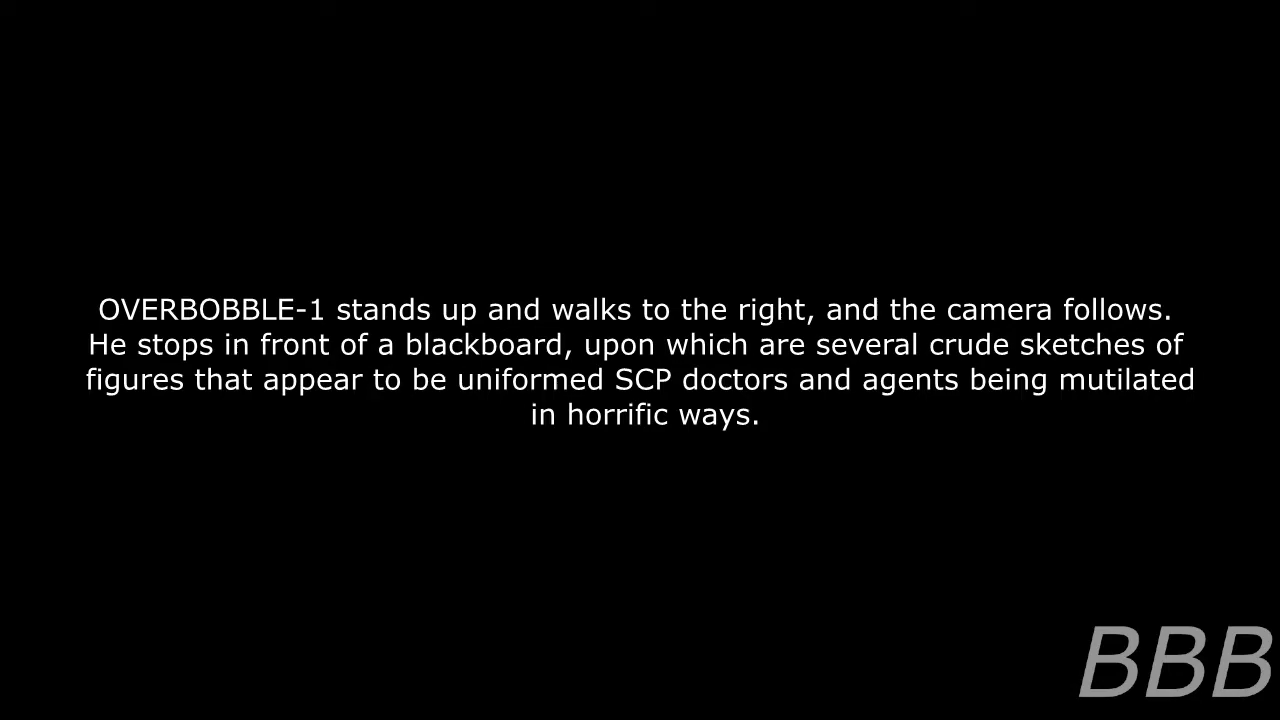 OVERBOBBLE-1 stands up and walks to the right, and the camera follows.
He stops in front of a blackboard, upon which are several crude sketches of
figures that appear to be uniformed SCP doctors and agents being mutilated
in horrific ways.
BBB